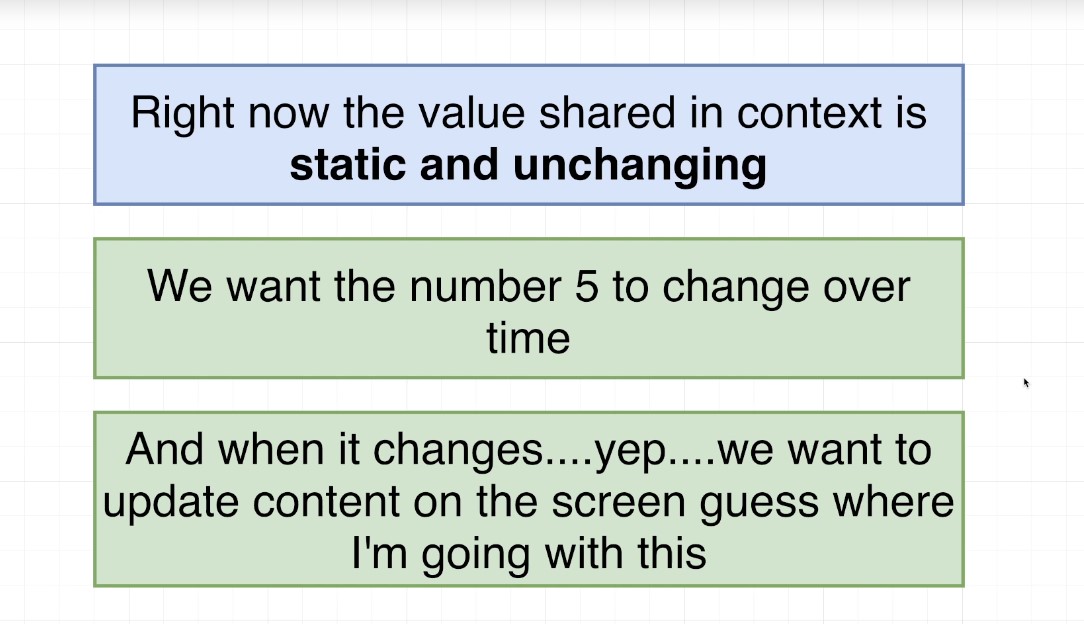 Right now the value shared in context is
static and unchanging
We want the number 5 to change over
time
And when it changes....yep....we want to
update content on the screen guess where
I'm going with this